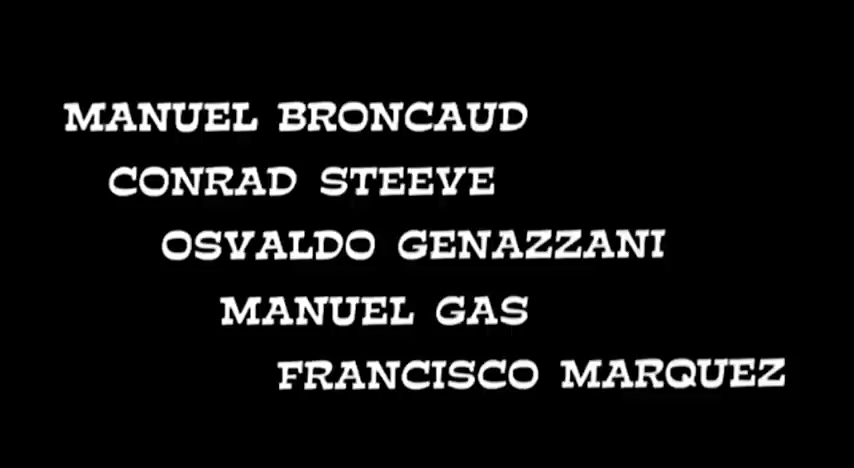 MANUEL BRONCAUD
CONRAD STEEVE
OSVALDO GENAZZANI
MANUEL GAS
FRANCISCO MARQUEZ